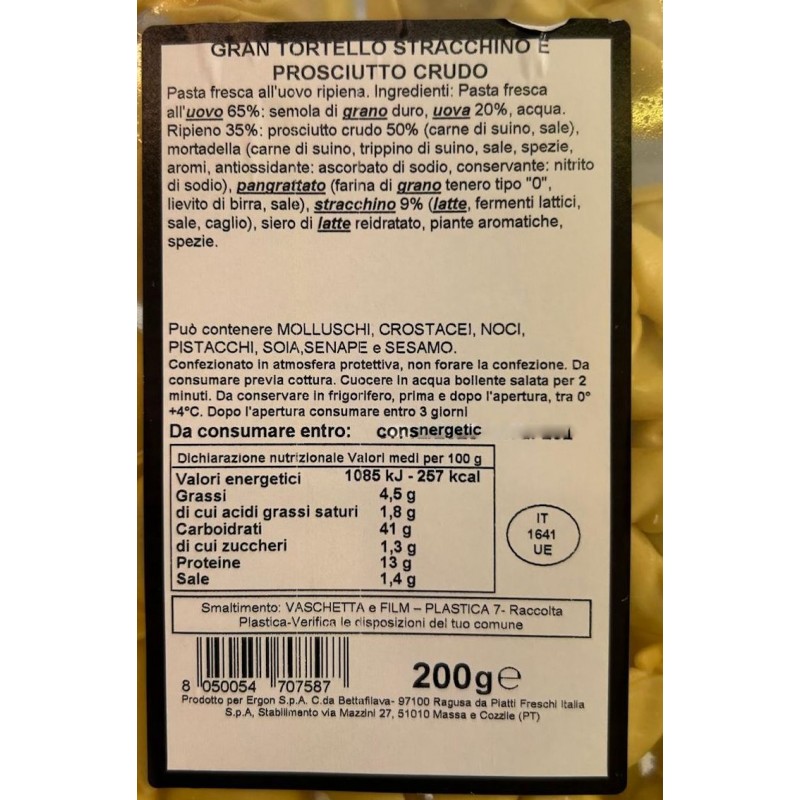 GRAN TORTELLO STRACCHINO E
PROSCIUTTO CRUDO
Pasta fresca all'uovo ripiena. Ingredienti: Pasta fresca
all'uovo 65%: semola di grano duro, uova 20%, acqua.
Ripieno 35%: prosciutto crudo 50% (carne di suino, sale),
mortadella (carne di suino, trippino di suino, sale, spezie,
aromi, antiossidante: ascorbato di sodio, conservante: nitrito
di sodio), pangrattato (farina di grano tenero tipo "0",
lievito di birra, sale), stracchino 9% (latte, fermenti lattici,
sale, caglio), siero di latte reidratato, piante aromatiche,
spezie.
Può contenere MOLLUSCHI, CROSTACEI, NOCI,
PISTACCHI, SOIA,SENAPE e SESAMO.
Confezionato in atmosfera protettiva, non forare la confezione. Da
consumare previa cottura. Cuocere in acqua bollente salata per 2
minuti. Da conservare in frigorifero, prima e dopo l'apertura, tra 0°
+4°C. Dopo l'apertura consumare entro 3 giorni
Da consumare entro:
Dichiarazione nutrizionale Valori medi per 100 g
Valori energetici 1085 kJ - 257 kcal
Grassi 4,5 g
di cui acidi grassi saturi 1,8 g
Carboidrati 41 g
di cui zuccheri 1,3 g
Proteine 13 g
Sale 1,4 g
IT
1641
UE
Smaltimento: VASCHETTA e FILM – PLASTICA 7- Raccolta
Plastica-Verifica le disposizioni del tuo comune
8 050054 707587
200g e
Prodotto per Ergon S.p.A. C.da Bettafilava- 97100 Ragusa da Piatti Freschi Italia
S.p.A, Stabilimento via Mazzini 27, 51010 Massa e Cozzile (PT)